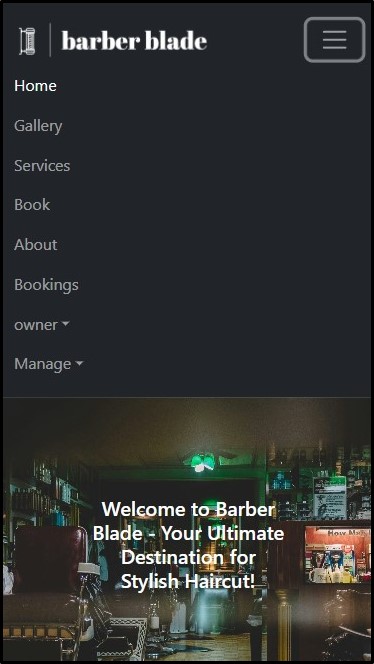 barber blade
Home
Gallery
Services
Book
About
Bookings
owner
Manage
Welcome to Barber
Blade - Your Ultimate
Destination for
Stylish Haircut!